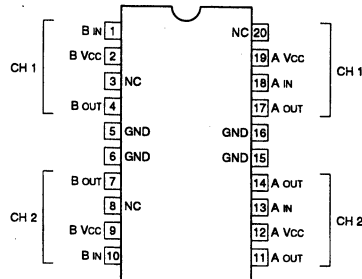 B IN 1
B VCC 2
3 NC
B OUT 4
5 GND
6 GND
B OUT 7
8 NC
B VCC 9
B IN 10
CH 1
CH 2
NC 20
19 A VCC
18 A IN
17 A OUT
GND 16
GND 15
14 A OUT
13 A IN
12 A VCC
11 A OUT
CH 1
CH 2